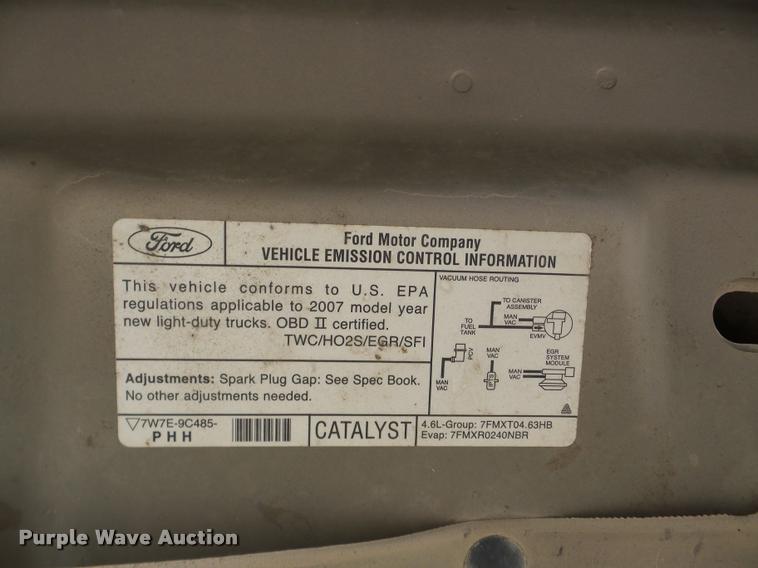 Ford
Ford Motor Company
VEHICLE EMISSION CONTROL INFORMATION
This vehicle conforms to U.S. EPA
regulations applicable to 2007 model year
new light-duty trucks. OBD II certified.
TWC/HO2S/EGR/SFI
Adjustments: Spark Plug Gap: See Spec Book.
No other adjustments needed.
VACUUM HOSE ROUTING
TO CANISTER
ASSEMBLY
MAN
VAC
TO
FUEL
TANK
EVMV
PCV
MAN
VAC
MAN
VAC
MAN
VAC
EGR
SYSTEM
MODULE
7W7E-9C485-
PHH
CATALYST
4.6L-Group: 7FMXT04.63HB
Evap: 7FMXR0240NBR
Purple Wave Auction